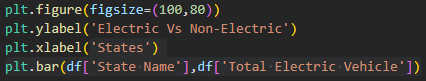 plt.figure(figsize=(100,80))
plt.ylabel('Electric Vs Non-Electric')
plt.xlabel('States')
plt.bar(df['State Name'],df['Total Electric Vehicle'])